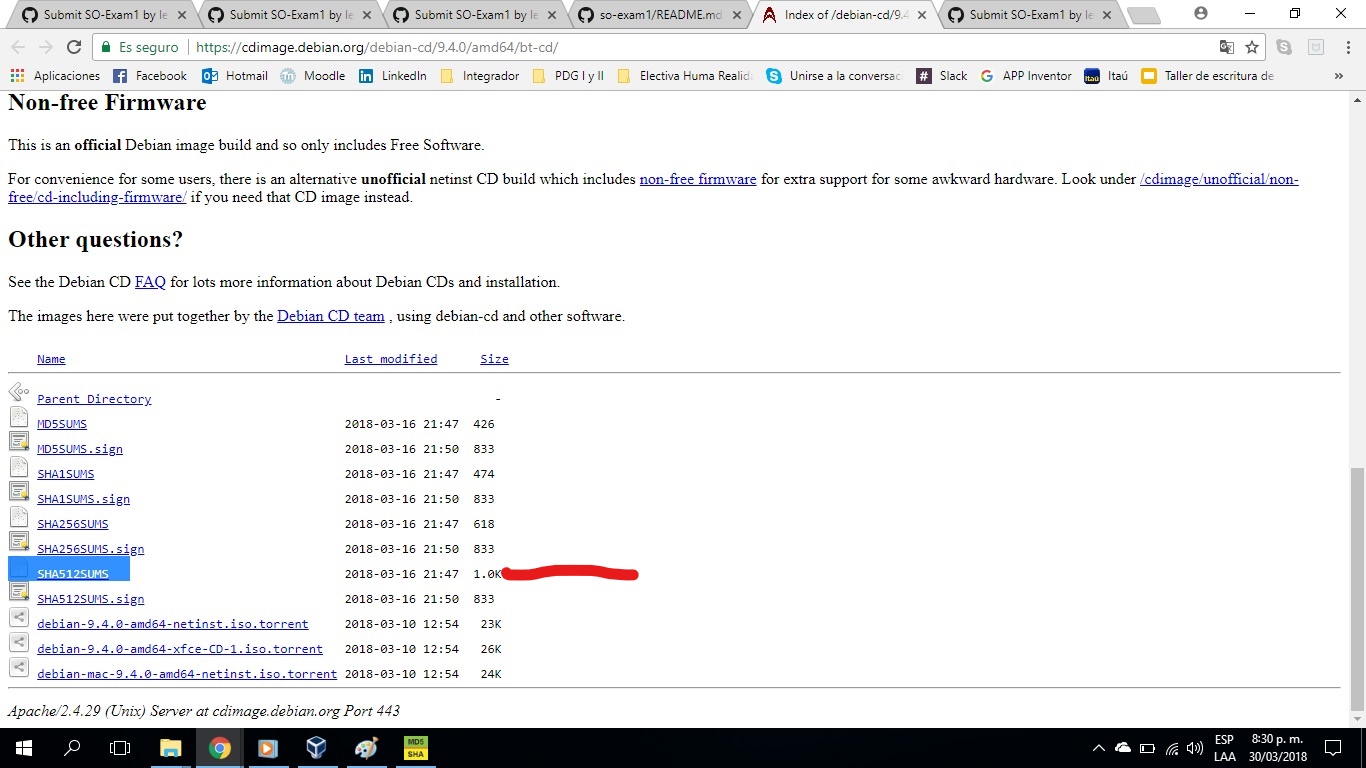 Submit SO-Exam1 by le
Submit SO-Exam1 by le
Submit SO-Exam1 by le
so-exam1/README.md
Index of /debian-cd/9.4
Submit SO-Exam1 by le
Es seguro
https://cdimage.debian.org/debian-cd/9.4.0/amd64/bt-cd/
Aplicaciones
Facebook
Hotmail
Moodle
LinkedIn
Integrador
PDG I y II
Electiva Huma Realid
Unirse a la conversac
Slack
APP Inventor
Itaú
Itaú
Taller de escritura de
Non-free Firmware
This is an official Debian image build and so only includes Free Software.
For convenience for some users, there is an alternative unofficial netinst CD build which includes non-free firmware for extra support for some awkward hardware. Look under /cdimage/unofficial/non-
free/cd-including-firmware/ if you need that CD image instead.
Other questions?
See the Debian CD FAQ for lots more information about Debian CDs and installation.
The images here were put together by the Debian CD team , using debian-cd and other software.
Name Last modified Size
Parent Directory -
MD5SUMS 2018-03-16 21:47 426
MD5SUMS.sign 2018-03-16 21:50 833
SHA1SUMS 2018-03-16 21:47 474
SHA1SUMS.sign 2018-03-16 21:50 833
SHA256SUMS 2018-03-16 21:47 618
SHA256SUMS.sign 2018-03-16 21:50 833
SHA512SUMS 2018-03-16 21:47 1.0K
SHA512SUMS.sign 2018-03-16 21:50 833
debian-9.4.0-amd64-netinst.iso.torrent 2018-03-10 12:54 23K
debian-9.4.0-amd64-xfce-CD-1.iso.torrent 2018-03-10 12:54 26K
debian-mac-9.4.0-amd64-netinst.iso.torrent 2018-03-10 12:54 24K
Apache/2.4.29 (Unix) Server at cdimage.debian.org Port 443
MD5
SHA
ESP
LAA
8:30 p. m.
30/03/2018